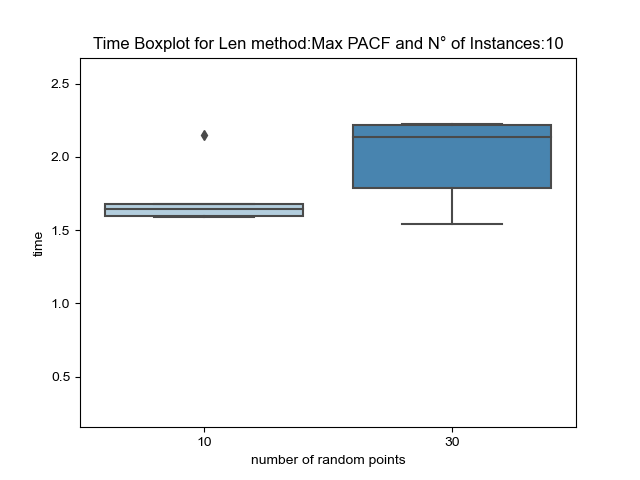 Time Boxplot for Len method:Max PACF and N° of Instances:10
2.5
2.0
1.5
1.0
0.5
time
10
30
number of random points